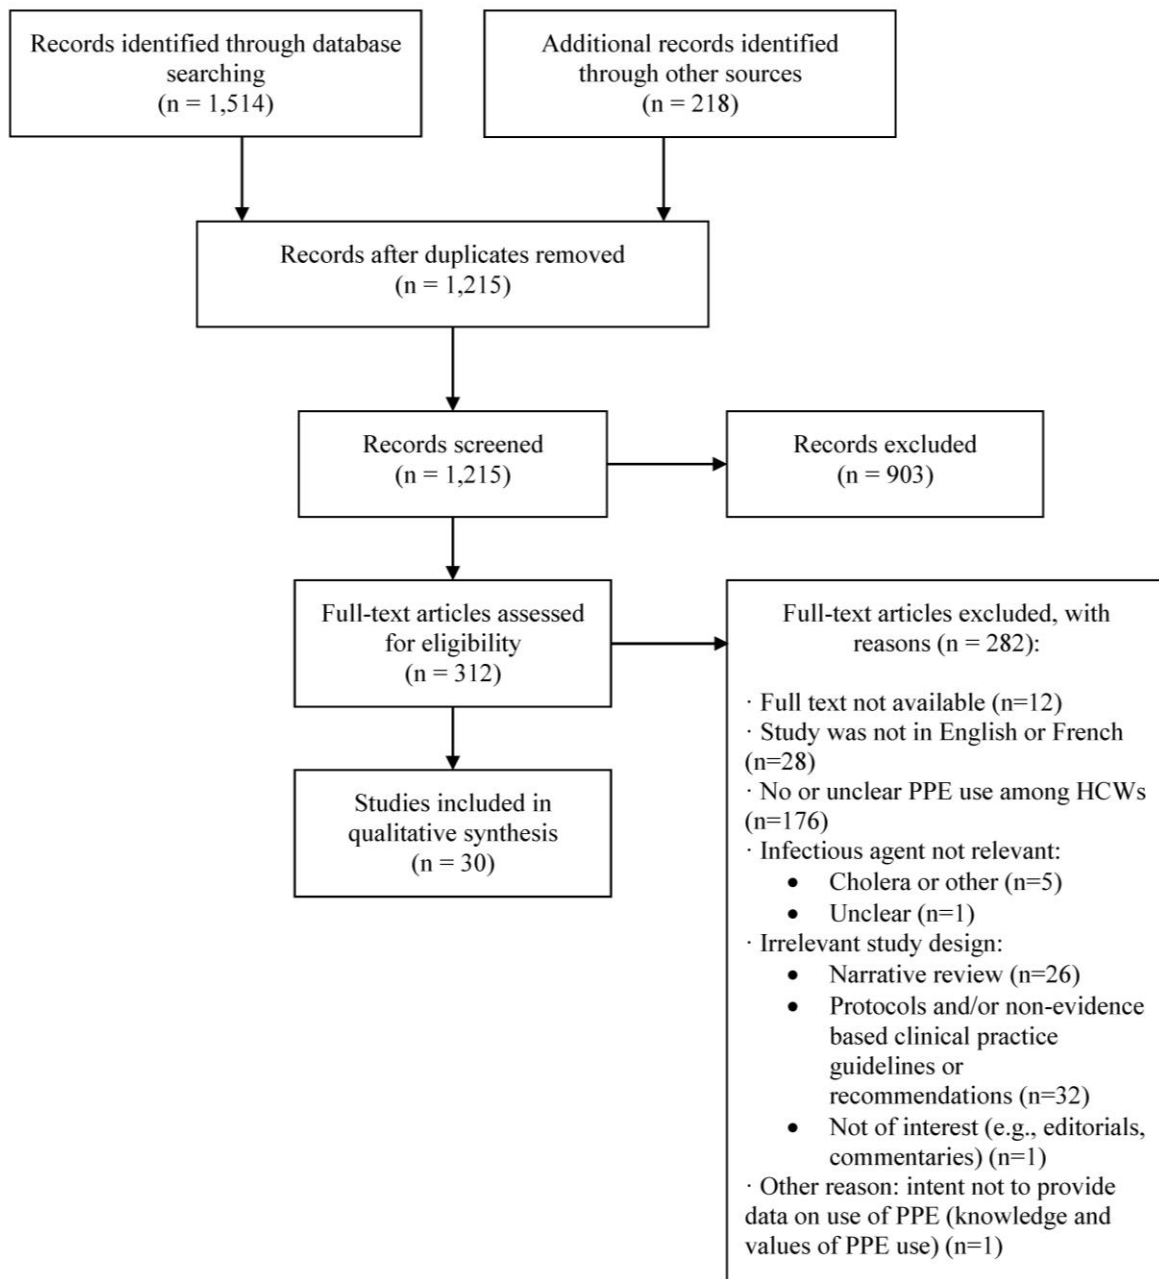 Records identified through database
searching
(n = 1,514)
Additional records identified
through other sources
(n = 218)
Records after duplicates removed
(n = 1,215)
Records screened
(n = 1,215)
Records excluded
(n = 903)
Full-text articles assessed
for eligibility
(n = 312)
Full-text articles excluded, with
reasons (n = 282):
· Full text not available (n=12)
· Study was not in English or French
(n=28)
· No or unclear PPE use among HCWs
(n=176)
· Infectious agent not relevant:
• Cholera or other (n=5)
• Unclear (n=1)
· Irrelevant study design:
• Narrative review (n=26)
• Protocols and/or non-evidence
based clinical practice
guidelines or
recommendations (n=32)
• Not of interest (e.g., editorials,
commentaries) (n=1)
· Other reason: intent not to provide
data on use of PPE (knowledge and
values of PPE use) (n=1)
Studies included in
qualitative synthesis
(n = 30)